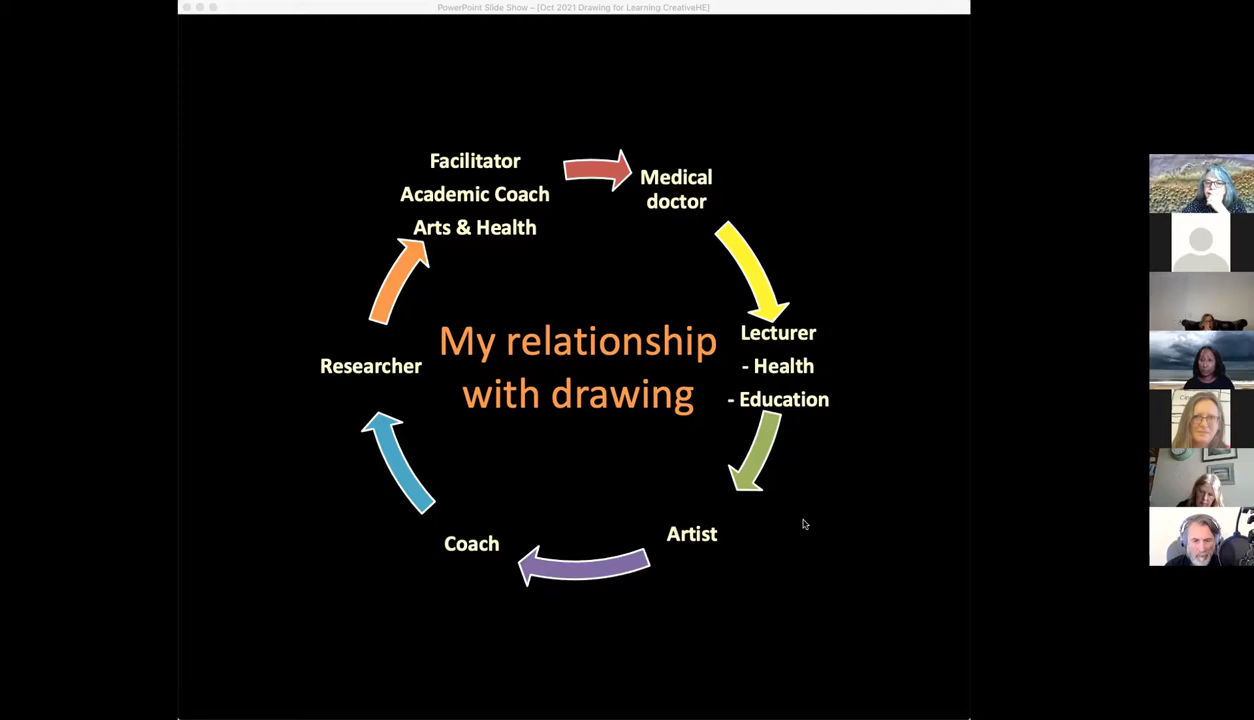 PowerPoint Slide Show – [Oct 2021 Drawing for Learning CreativeHE]
Facilitator
Academic Coach
Arts & Health
Medical
doctor
Lecturer
- Health
- Education
My relationship
with drawing
Researcher
Artist
Coach